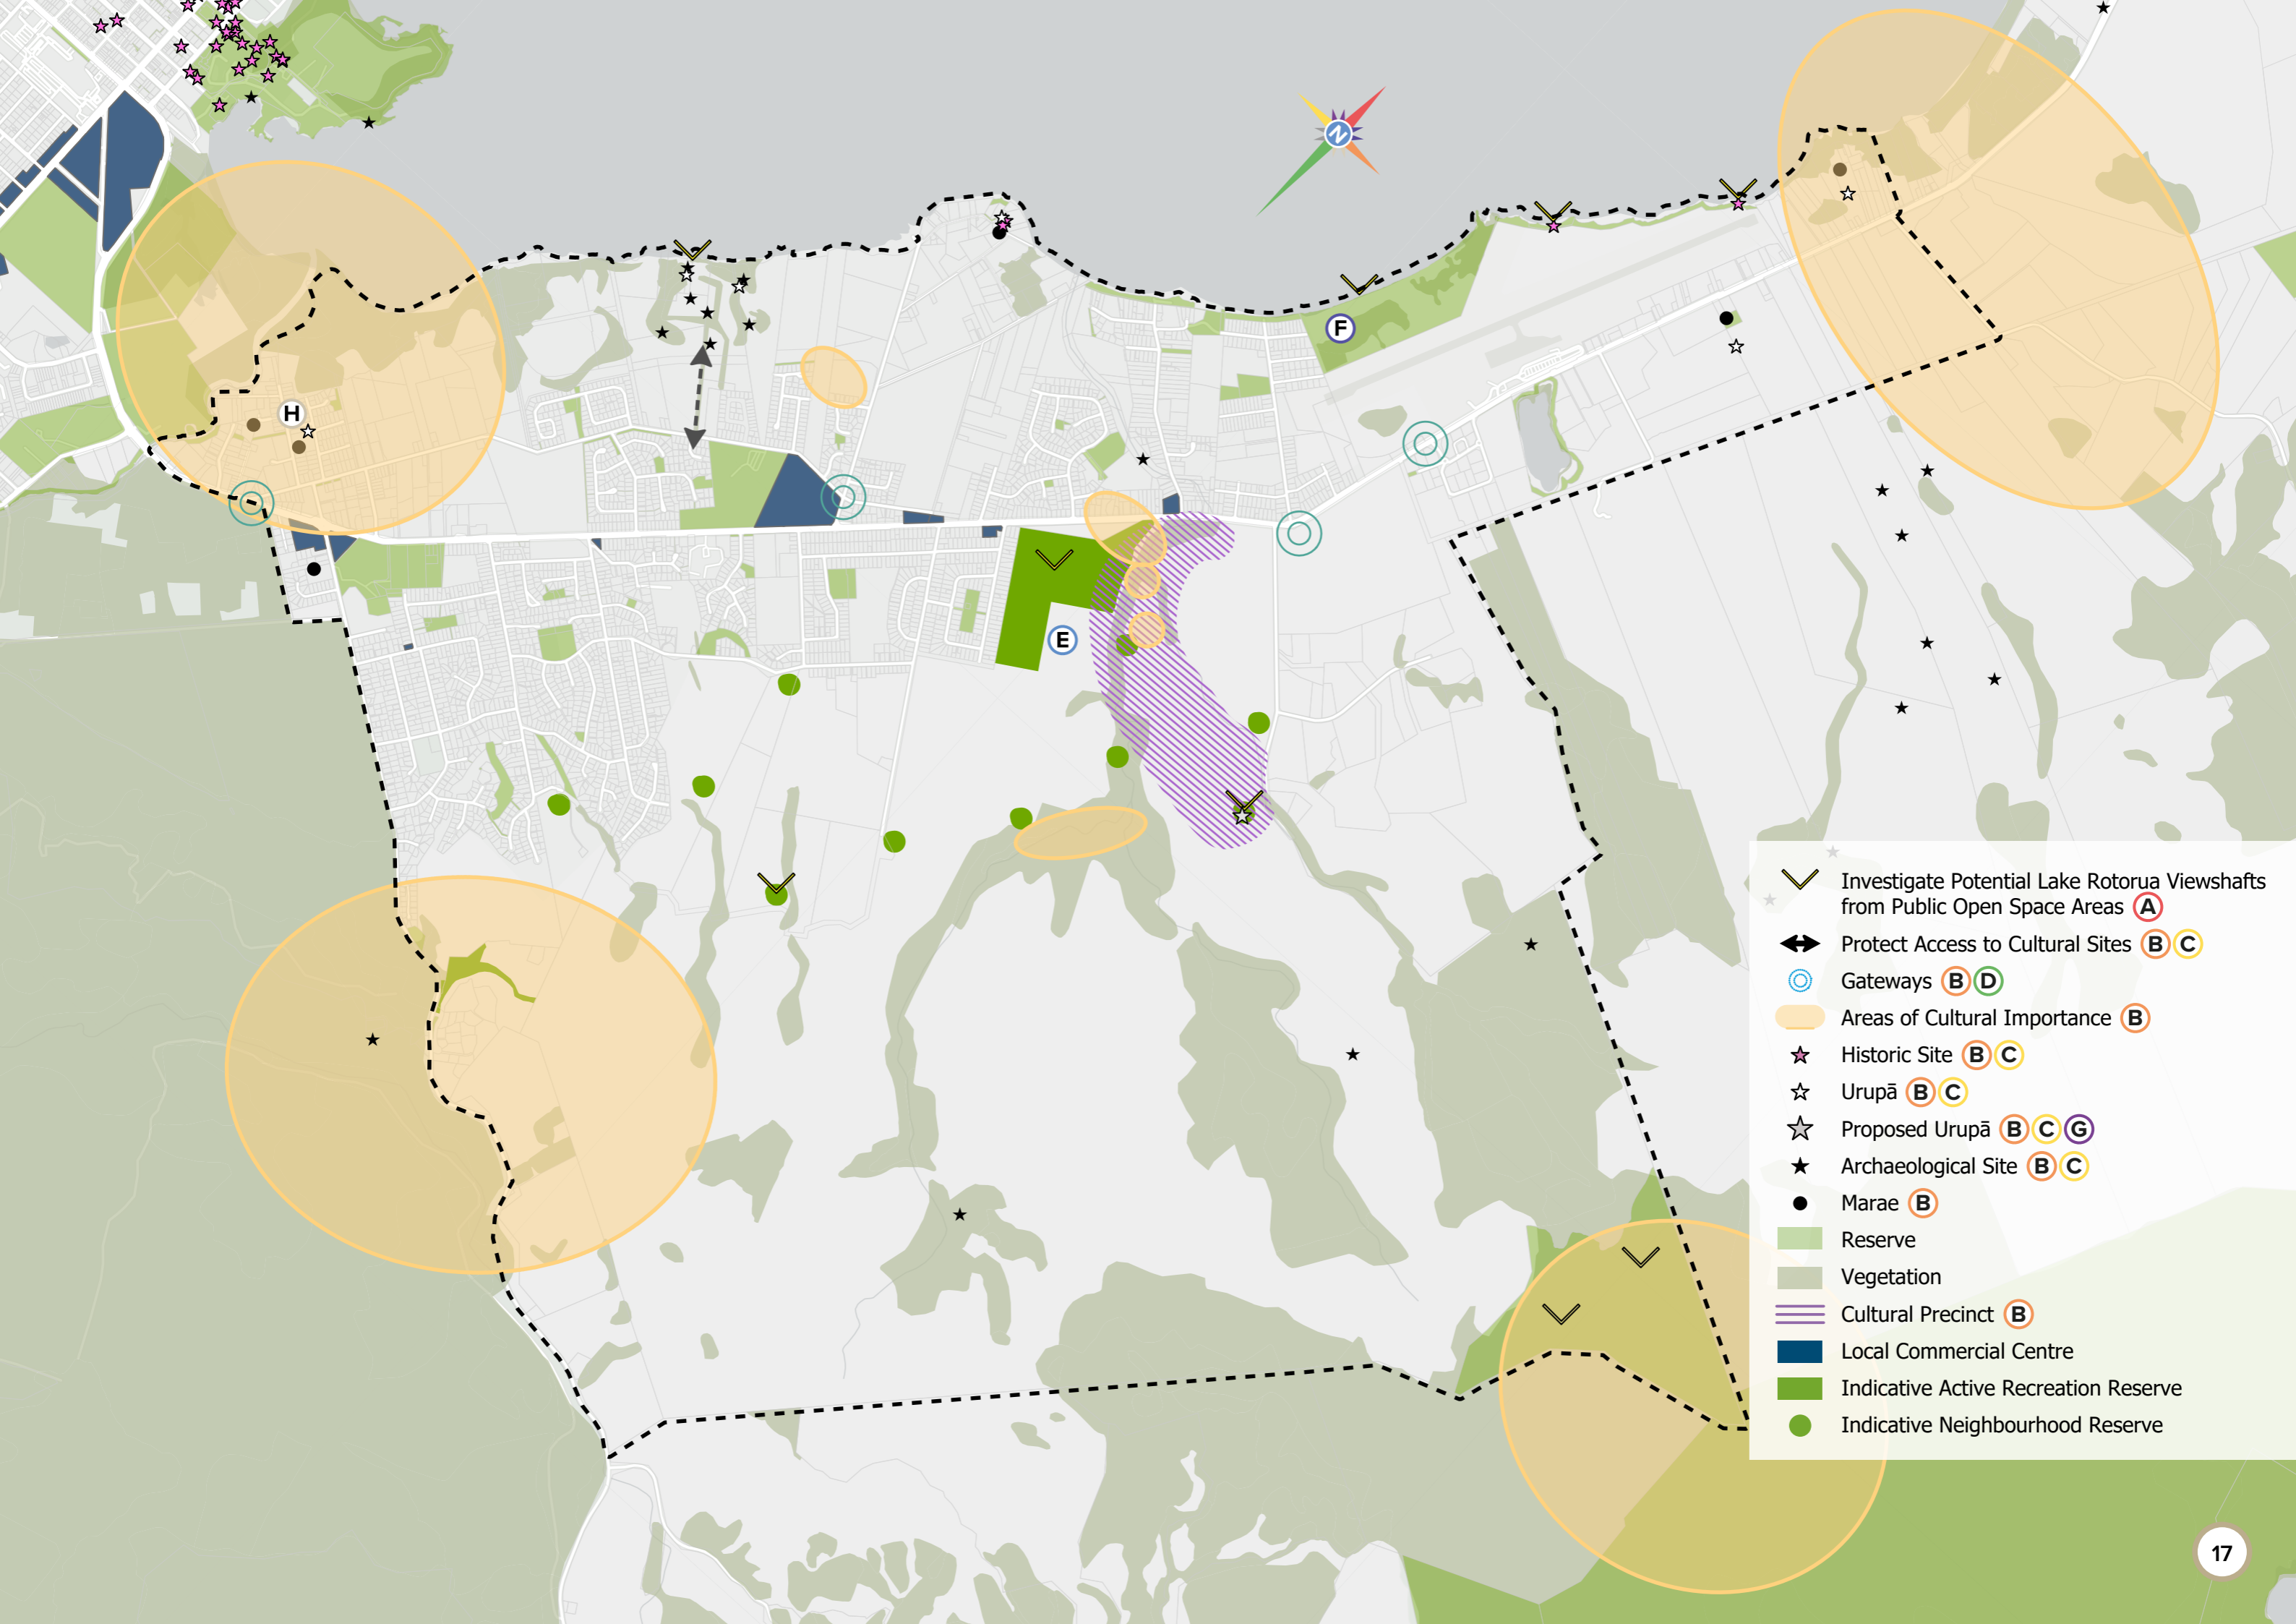 N
F
H
E
Investigate Potential Lake Rotorua Viewshafts
from Public Open Space Areas A
Protect Access to Cultural Sites B C
Gateways B D
Areas of Cultural Importance B
Historic Site B C
Urupā B C
Proposed Urupā B C G
Archaeological Site B C
Marae B
Reserve
Vegetation
Cultural Precinct B
Local Commercial Centre
Indicative Active Recreation Reserve
Indicative Neighbourhood Reserve
17